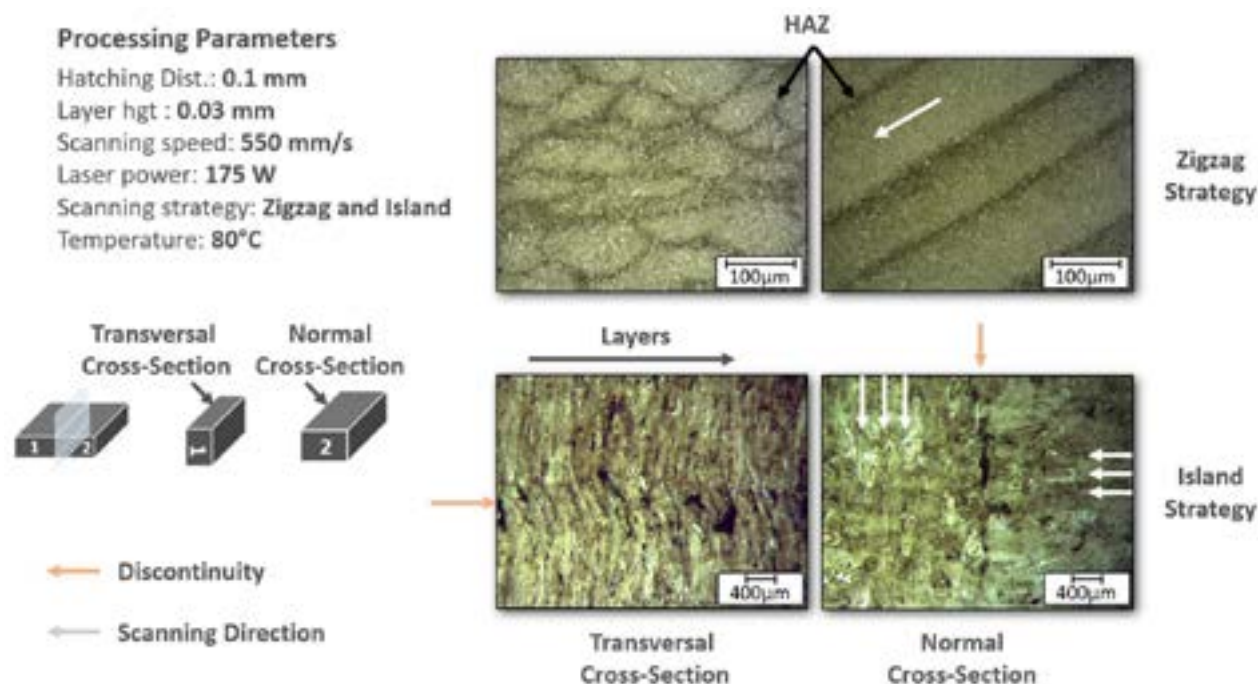 Processing Parameters
Hatching Dist.: 0.1 mm
Layer hgt : 0.03 mm
Scanning speed: 550 mm/s
Laser power: 175 W
Scanning strategy: Zigzag and Island
Temperature: 80°C
HAZ
100µm
100µm
Zigzag
Strategy
Transversal
Cross-Section
Normal
Cross-Section
1
2
1
2
Layers
400µm
400µm
Island
Strategy
Discontinuity
Scanning Direction
Transversal
Cross-Section
Normal
Cross-Section